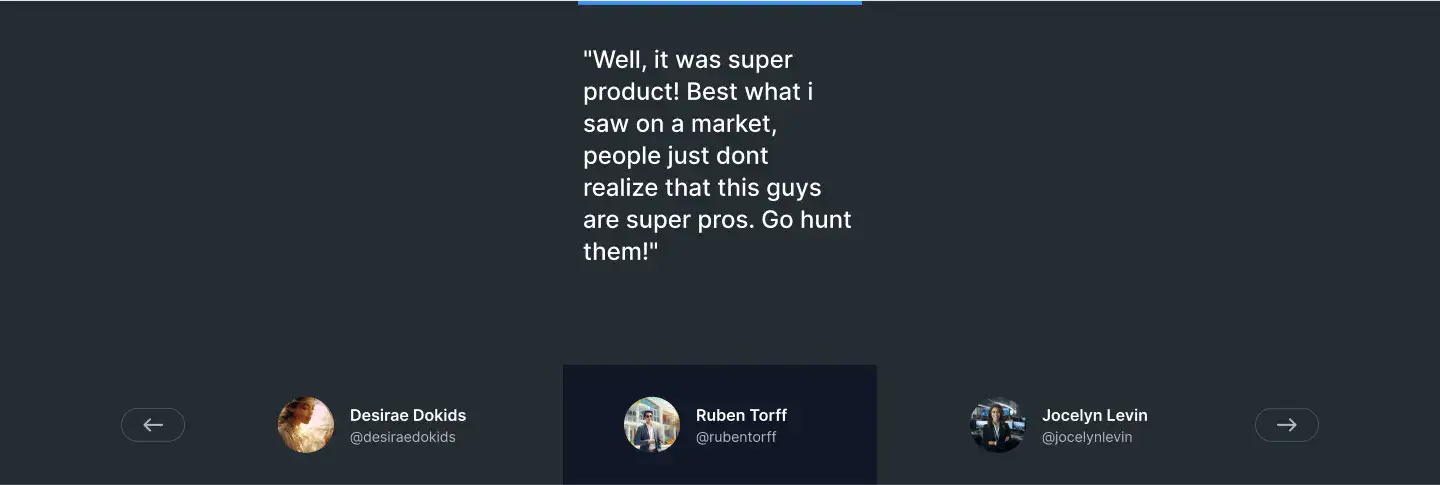 "Well, it was super
product! Best what i
saw on a market,
people just dont
realize that this guys
are super pros. Go hunt
them!"
Desirae Dokids
@desiraedokids
Ruben Torff
@rubentorff
Jocelyn Levin
@jocelynlevin